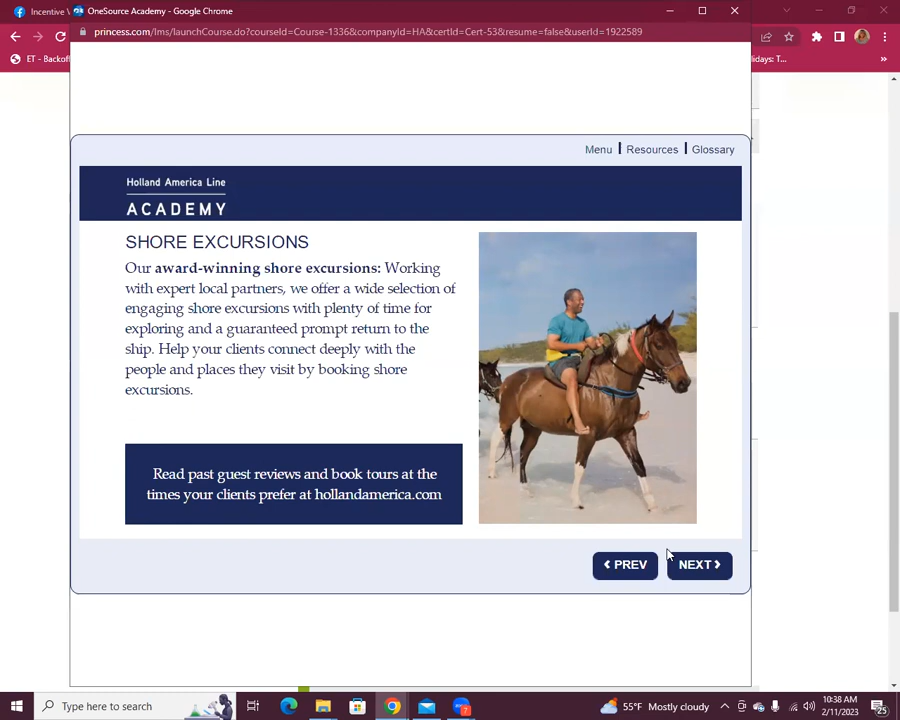 Incentive V
OneSource Academy - Google Chrome
princess.com/lms/launchCourse.do?courseId=Course-1336&companyId=HA&certId=Cert-53&resume=false&userId=1922589
ET - Backoff
lidays: T...
Menu | Resources | Glossary
Holland America Line
ACADEMY
SHORE EXCURSIONS
Our award-winning shore excursions: Working
with expert local partners, we offer a wide selection of
engaging shore excursions with plenty of time for
exploring and a guaranteed prompt return to the
ship. Help your clients connect deeply with the
people and places they visit by booking shore
excursions.
Read past guest reviews and book tours at the
times your clients prefer at hollandamerica.com
PREV
NEXT
Type here to search
7
55°F Mostly cloudy
10:38 AM
2/11/2023
25